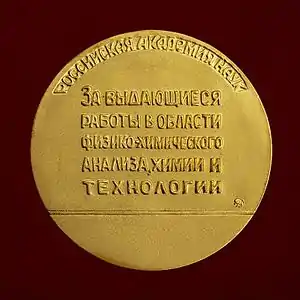 РОССИЙСКАЯ АКАДЕМИЯ НАУК
ЗА ВЫДАЮЩИЕСЯ
РАБОТЫ В ОБЛАСТИ
ФИЗИКО-ХИМИЧЕСКОГО
АНАЛИЗА, ХИМИИ И
ТЕХНОЛОГИИ